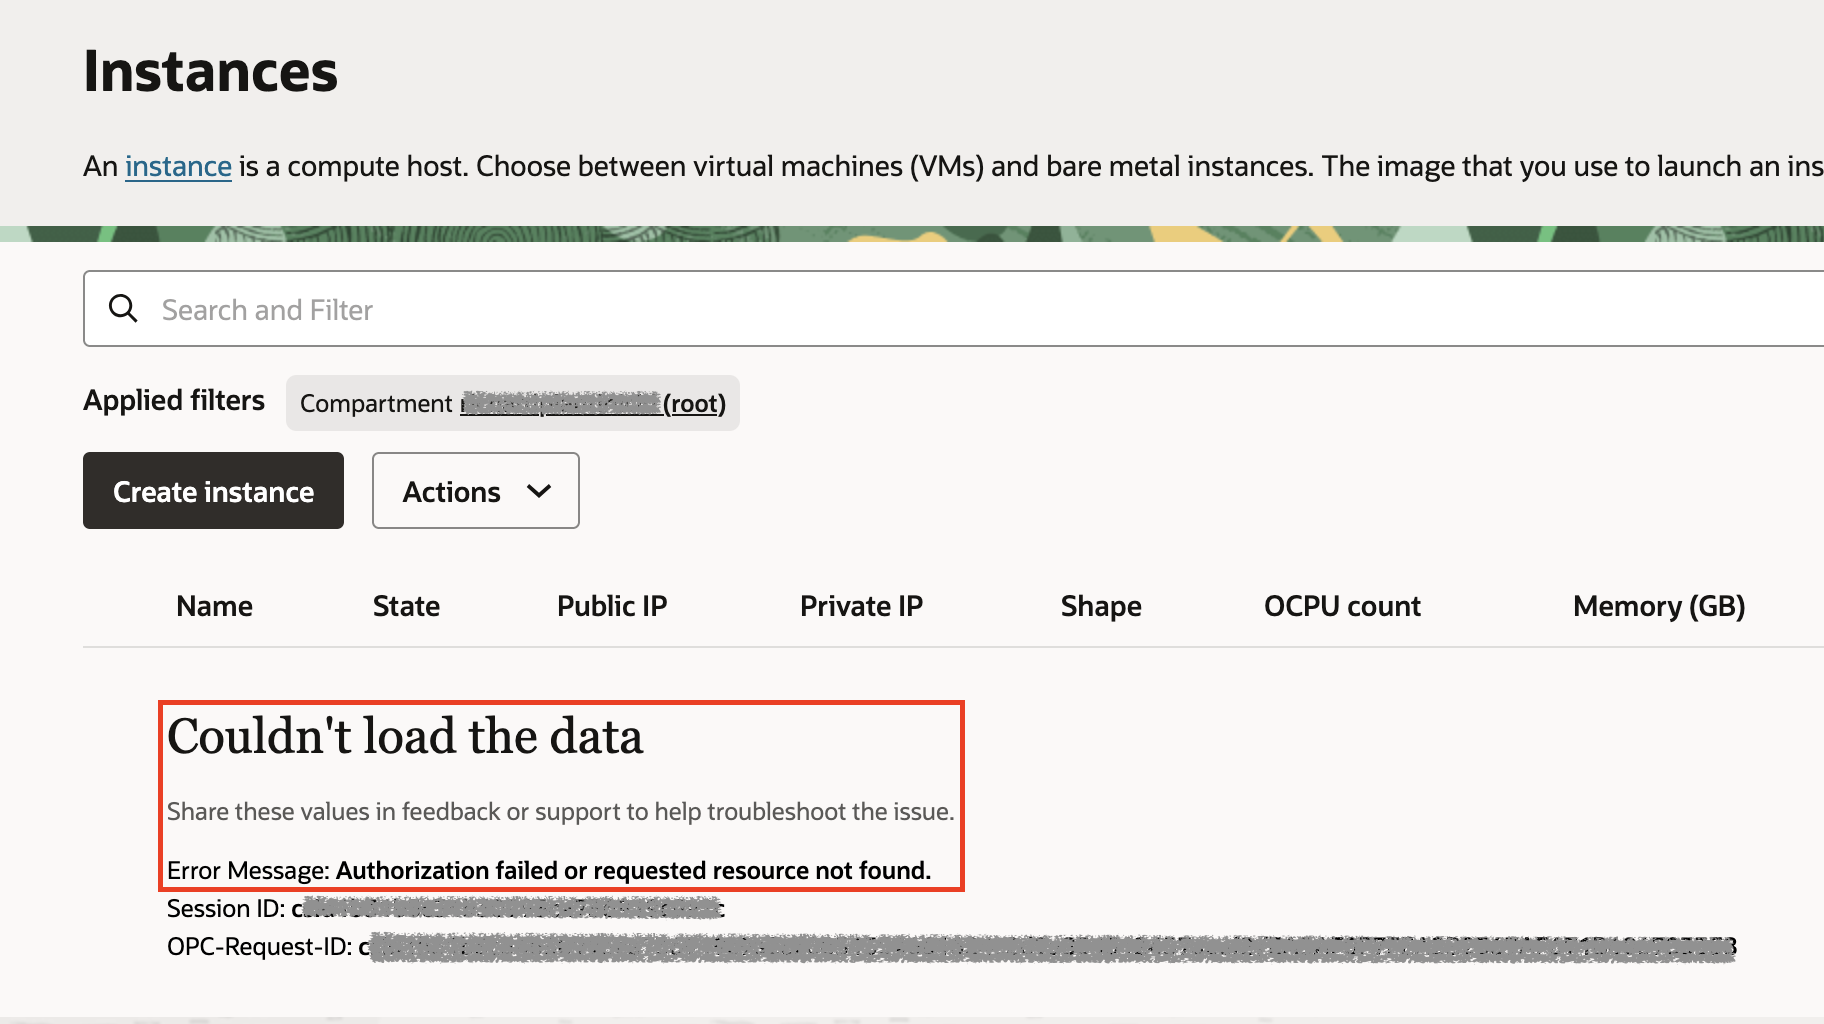 Instances
An instance is a compute host. Choose between virtual machines (VMs) and bare metal instances. The image that you use to launch an ins
Search and Filter
Applied filters
Compartment (root)
Create instance
Actions
Name State Public IP Private IP Shape OCPU count Memory (GB)
Couldn't load the data
Share these values in feedback or support to help troubleshoot the issue.
Error Message: Authorization failed or requested resource not found.
Session ID:
OPC-Request-ID: